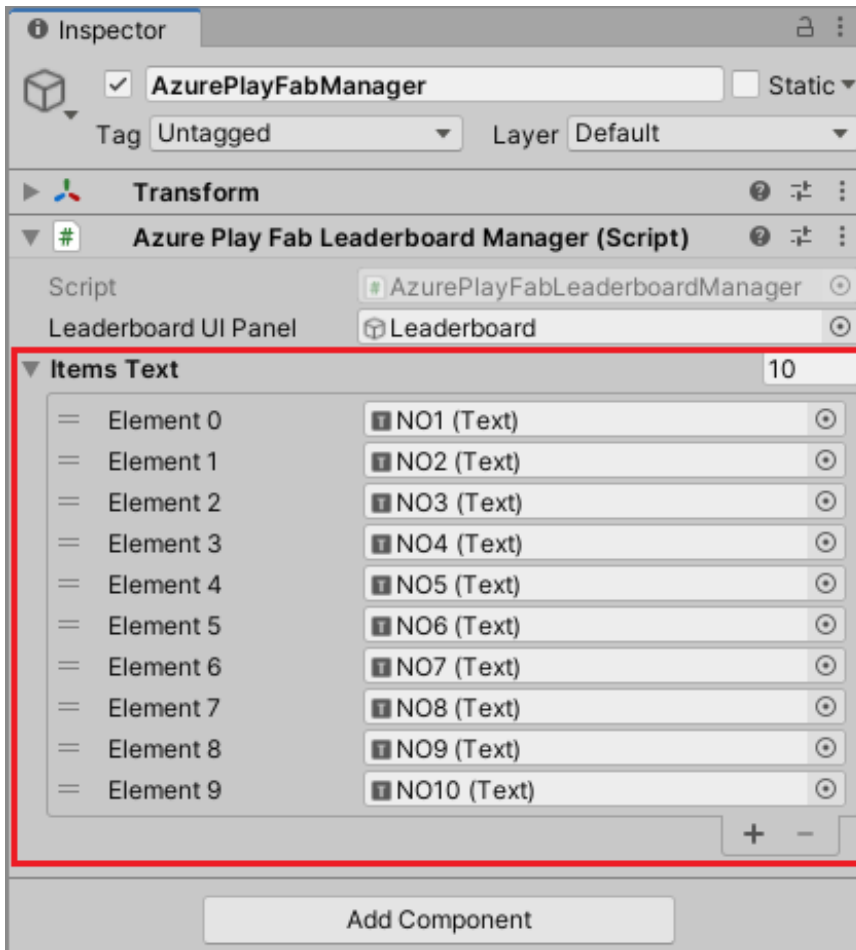 Inspector
AzurePlayFabManager Static
Tag Untagged Layer Default
Transform
# Azure Play Fab Leaderboard Manager (Script)
Script # AzurePlayFabLeaderboardManager
Leaderboard UI Panel Leaderboard
Items Text 10
Element 0 NO1 (Text)
Element 1 NO2 (Text)
Element 2 NO3 (Text)
Element 3 NO4 (Text)
Element 4 NO5 (Text)
Element 5 NO6 (Text)
Element 6 NO7 (Text)
Element 7 NO8 (Text)
Element 8 NO9 (Text)
Element 9 NO10 (Text)
+ −
Add Component